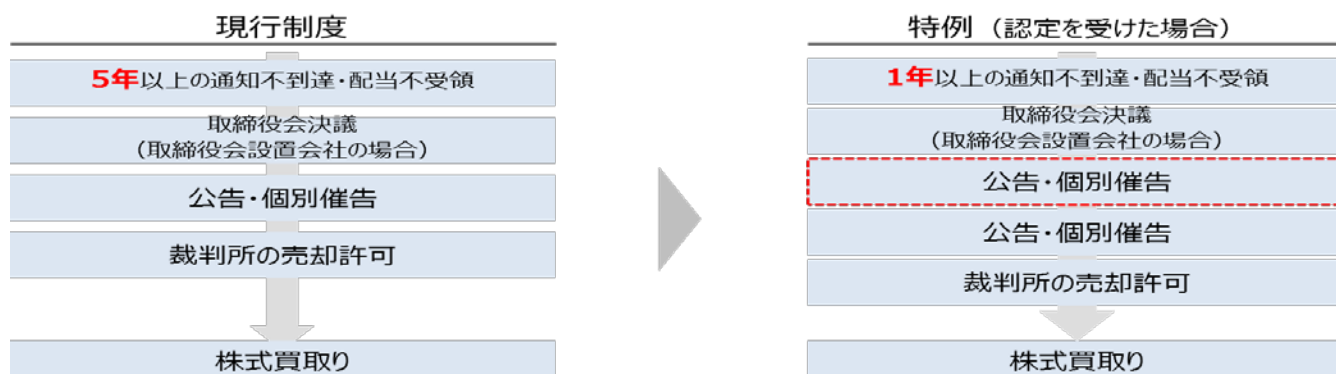 現行制度
5年以上の通知不到達・配当不受領
取締役会決議
(取締役会設置会社の場合)
公告・個別催告
裁判所の売却許可
株式買取り
特例 (認定を受けた場合)
1年以上の通知不到達・配当不受領
取締役会決議
(取締役会設置会社の場合)
公告・個別催告
公告・個別催告
裁判所の売却許可
株式買取り